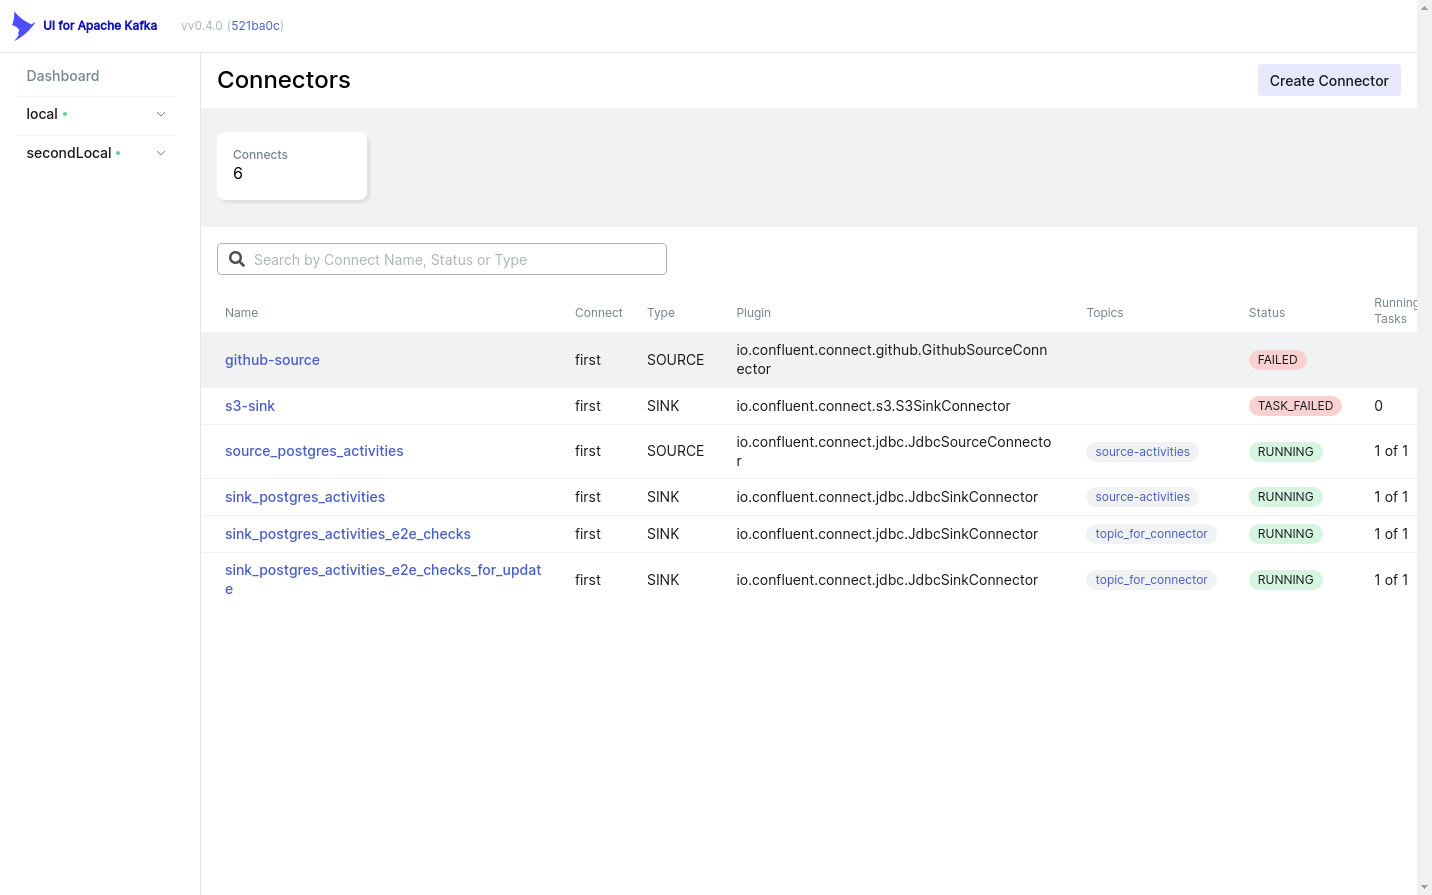 UI for Apache Kafka
vv0.4.0 (521ba0c)
Dashboard
local
secondLocal
Connectors
Create Connector
Connects
6
Search by Connect Name, Status or Type
Name Connect Type Plugin Topics Status Running Tasks
github-source first SOURCE io.confluent.connect.github.GithubSourceConn
ector FAILED
s3-sink first SINK io.confluent.connect.s3.S3SinkConnector TASK_FAILED 0
source_postgres_activities first SOURCE io.confluent.connect.jdbc.JdbcSourceConnecto
r source-activities RUNNING 1 of 1
sink_postgres_activities first SINK io.confluent.connect.jdbc.JdbcSinkConnector source-activities RUNNING 1 of 1
sink_postgres_activities_e2e_checks first SINK io.confluent.connect.jdbc.JdbcSinkConnector topic_for_connector RUNNING 1 of 1
sink_postgres_activities_e2e_checks_for_updat
e first SINK io.confluent.connect.jdbc.JdbcSinkConnector topic_for_connector RUNNING 1 of 1